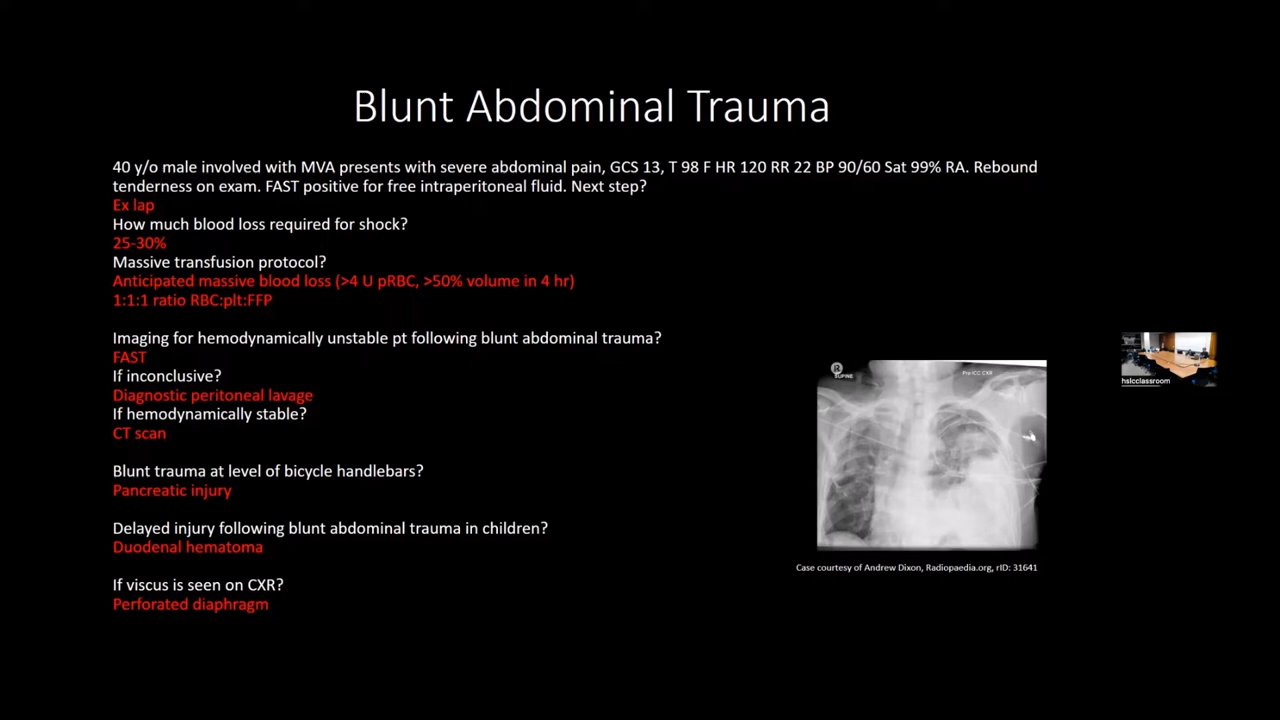 Blunt Abdominal Trauma
40 y/o male involved with MVA presents with severe abdominal pain, GCS 13, T 98 F HR 120 RR 22 BP 90/60 Sat 99% RA. Rebound
tenderness on exam. FAST positive for free intraperitoneal fluid. Next step?
Ex lap
How much blood loss required for shock?
25-30%
Massive transfusion protocol?
Anticipated massive blood loss (>4 U pRBC, >50% volume in 4 hr)
1:1:1 ratio RBC:plt:FFP
Imaging for hemodynamically unstable pt following blunt abdominal trauma?
FAST
If inconclusive?
Diagnostic peritoneal lavage
If hemodynamically stable?
CT scan
Blunt trauma at level of bicycle handlebars?
Pancreatic injury
Delayed injury following blunt abdominal trauma in children?
Duodenal hematoma
If viscus is seen on CXR?
Perforated diaphragm
R
SUPINE
Pre-ICC CXR
Case courtesy of Andrew Dixon, Radiopaedia.org, rID: 31641
hslcclassroom